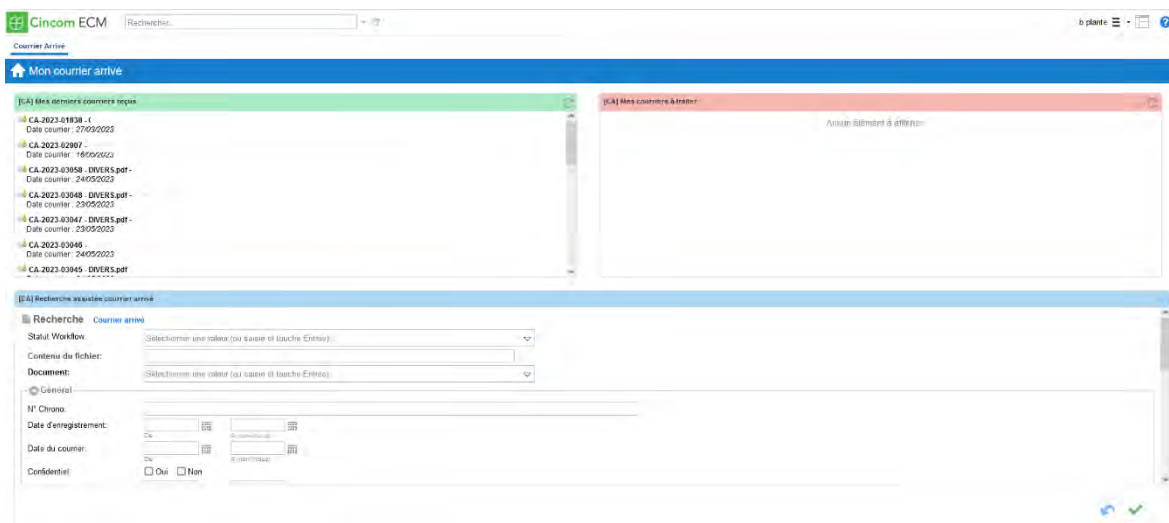 Cincom ECM
Rechercher...
b plante
Courrier Arrivé
Mon courrier arrivé
[CA] Mes derniers courriers reçus
CA-2023-01838 - (
Date courrier : 27/03/2023
CA-2023-02907 -
Date courrier : 16/05/2023
CA-2023-03058 - DIVERS.pdf -
Date courrier : 24/05/2023
CA-2023-03048 - DIVERS.pdf -
Date courrier : 23/05/2023
CA-2023-03047 - DIVERS.pdf -
Date courrier : 23/05/2023
CA-2023-03046 -
Date courrier : 24/05/2023
CA-2023-03045 - DIVERS.pdf
[CA] Mes courriers à traiter
Aucun élément à afficher
[CA] Recherche assistée courrier arrivé
Recherche Courrier arrivé
Statut Workflow:
Sélectionner une valeur (ou saisie et touche Entrée)...
Contenu du fichier:
Document:
Sélectionner une valeur (ou saisie et touche Entrée)...
Général
N° Chrono:
Date d'enregistrement:
De
Date du courrier:
De
Confidentiel:
Oui Non